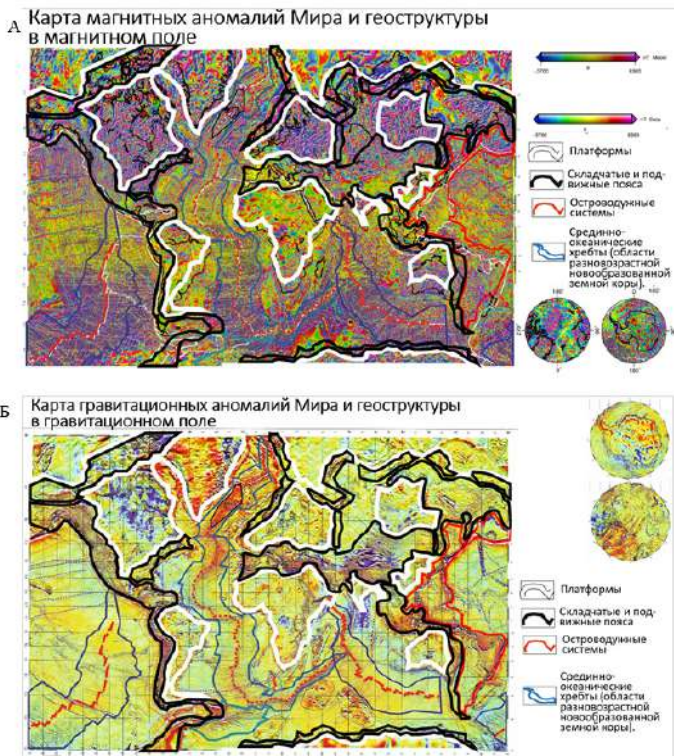 А
Карта магнитных аномалий Мира и геоструктуры
в магнитном поле
Платформы
Складчатые и под-
вижные пояса
Островодужные
системы
Срединно-
океанические
хребты (области
разновозрастной
новообразованной
земной коры).
Б
Карта гравитационных аномалий Мира и геоструктуры
в гравитационном поле
Платформы
Складчатые и под-
вижные пояса
Островодужные
системы
Срединно-
океанические
хребты (области
разновозрастной
новообразованной
земной коры).